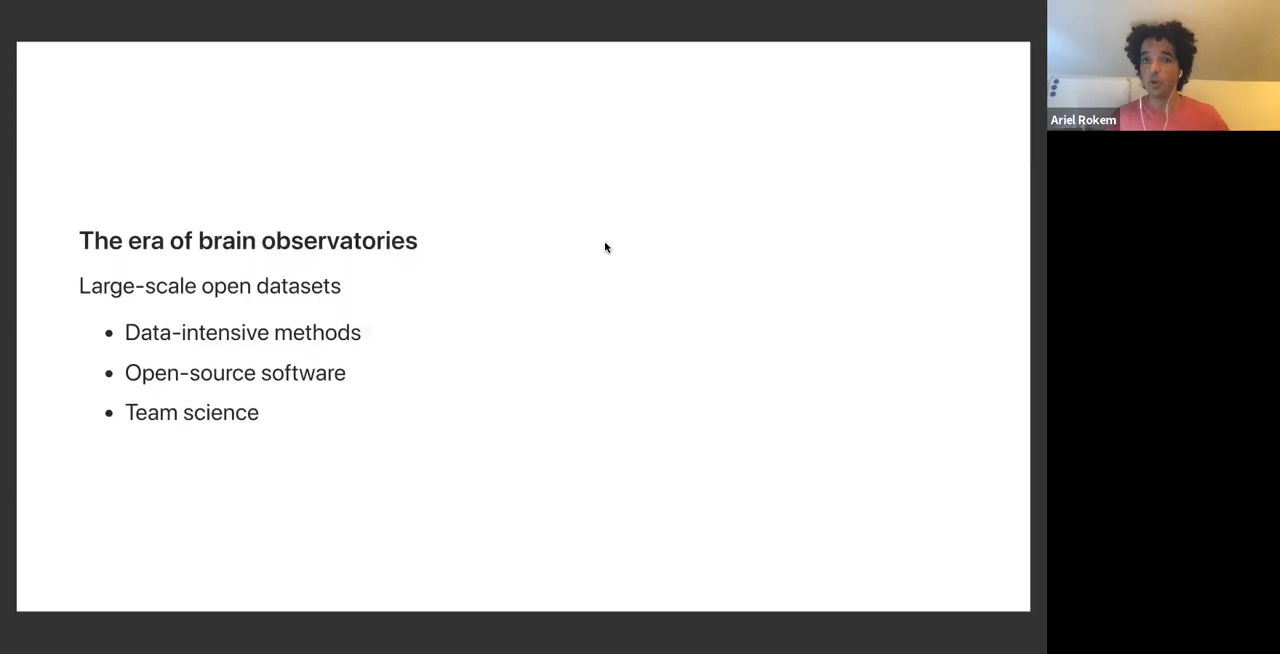 The era of brain observatories
Large-scale open datasets
• Data-intensive methods
• Open-source software
• Team science
Ariel Rokem